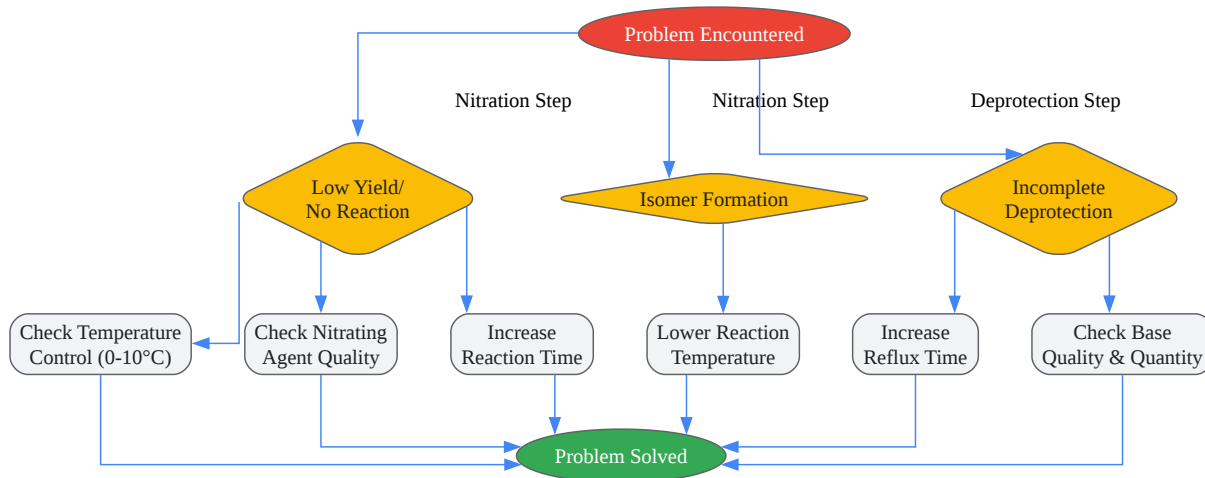 Problem Encountered
Nitration Step
Nitration Step
Deprotection Step
Low Yield/
No Reaction
Isomer Formation
Incomplete
Deprotection
Check Temperature
Control (0-10°C)
Check Nitrating
Agent Quality
Increase
Reaction Time
Lower Reaction
Temperature
Increase
Reflux Time
Check Base
Quality & Quantity
Problem Solved